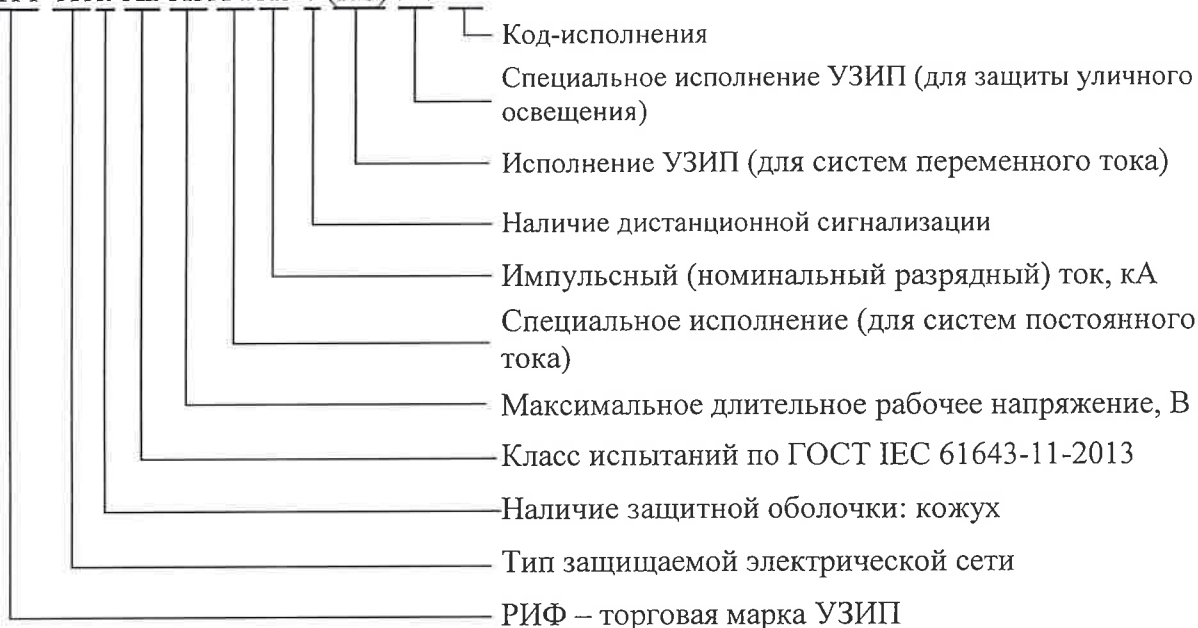 Код-исполнения
Специальное исполнение УЗИП (для защиты уличного
освещения)
Исполнение УЗИП (для систем переменного тока)
Наличие дистанционной сигнализации
Импульсный (номинальный разрядный) ток, кА
Специальное исполнение (для систем постоянного
тока)
Максимальное длительное рабочее напряжение, В
Класс испытаний по ГОСТ IEC 61643-11-2013
Наличие защитной оболочки: кожух
Тип защищаемой электрической сети
РИФ – торговая марка УЗИП